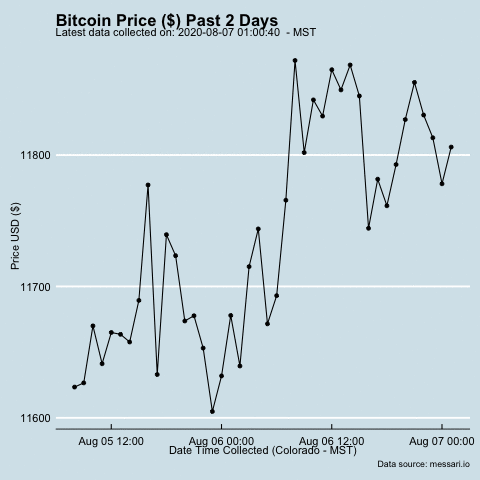 Bitcoin Price ($) Past 2 Days
Latest data collected on: 2020-08-07 01:00:40  - MST
Price USD ($)
11800
11700
11600
Aug 05 12:00
Aug 06 00:00
Aug 06 12:00
Aug 07 00:00
Date Time Collected (Colorado - MST)
Data source: messari.io